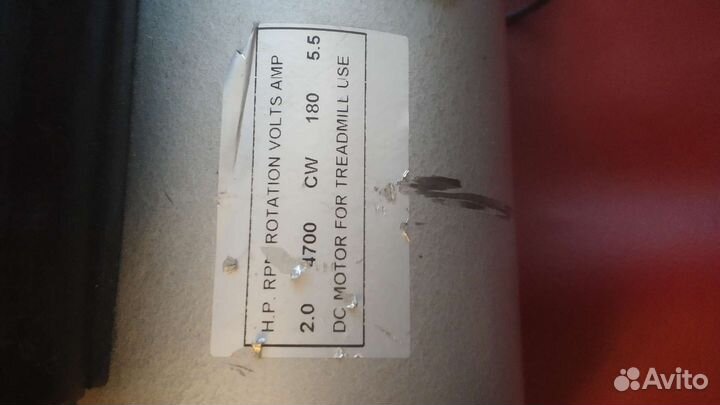 H.P. RPM ROTATION VOLTS AMP
2.0 4700 CW 180 5.5
DC MOTOR FOR TREADMILL USE
Avito